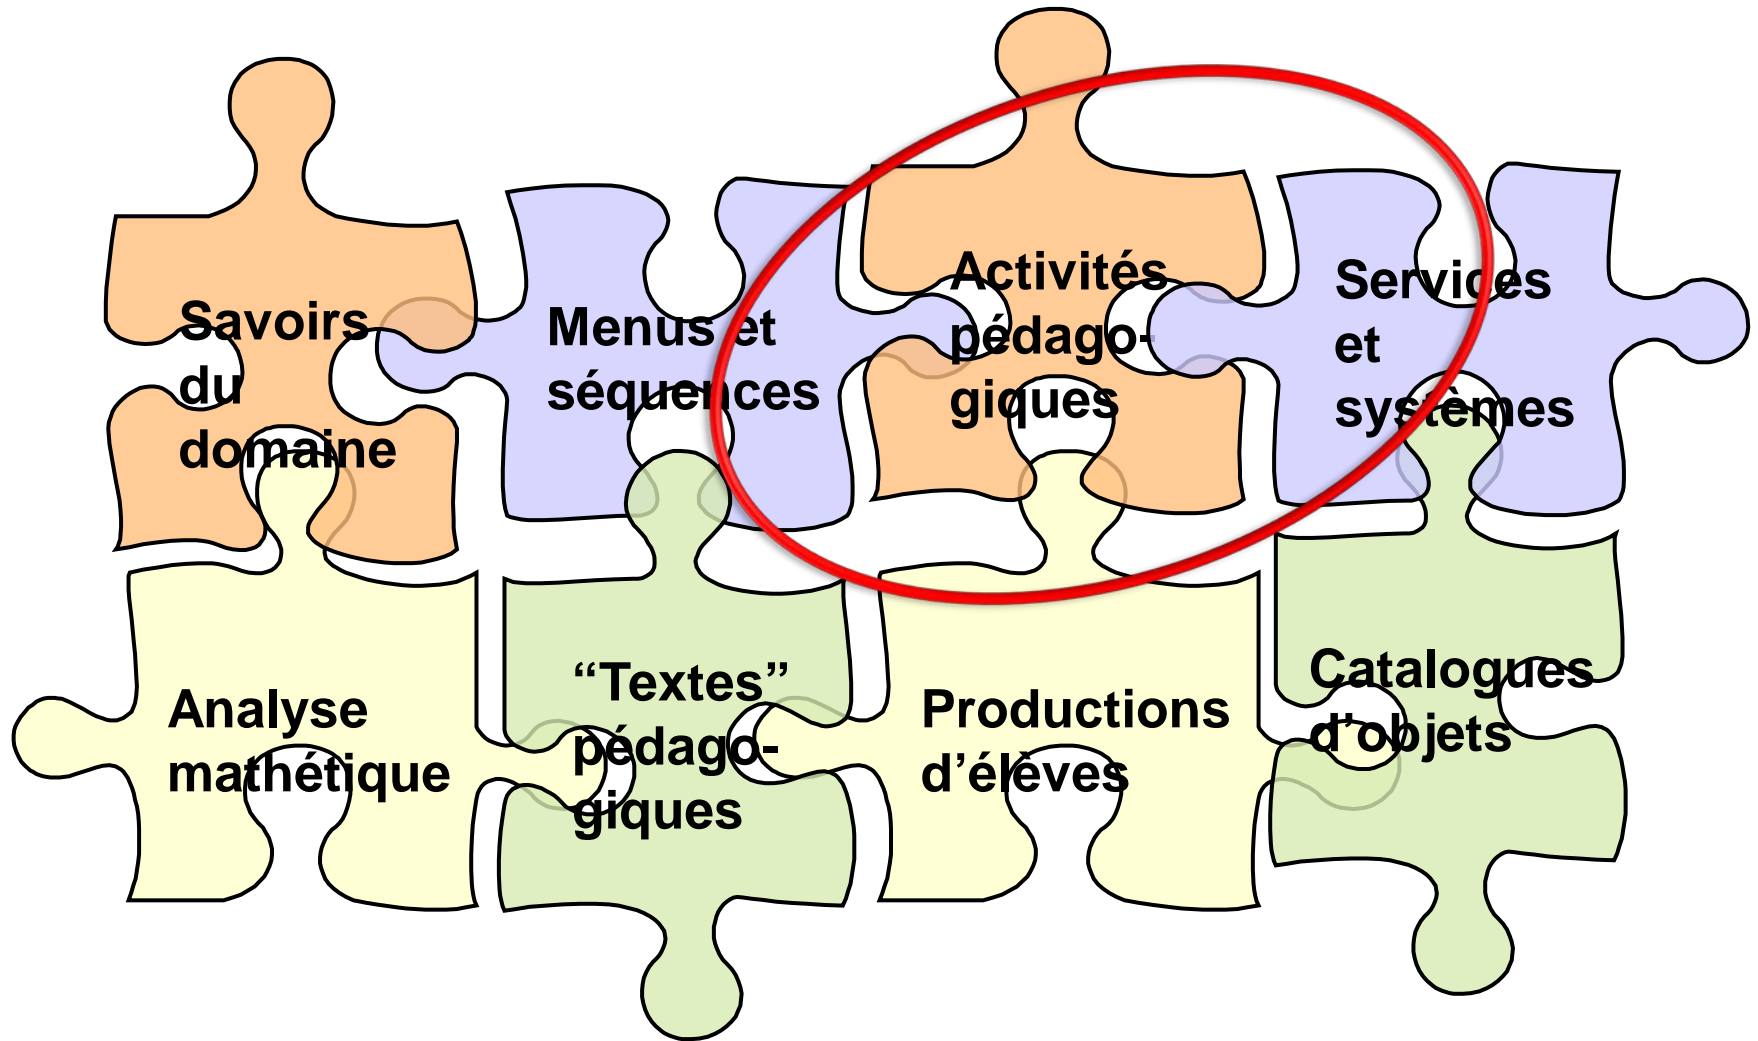 Savoirs
du
domaine
Menus et
séquences
Activités
pédago-
giques
Services
et
systèmes
Analyse
mathétique
“Textes”
pédago-
giques
Productions
d’élèves
Catalogues
d’objets